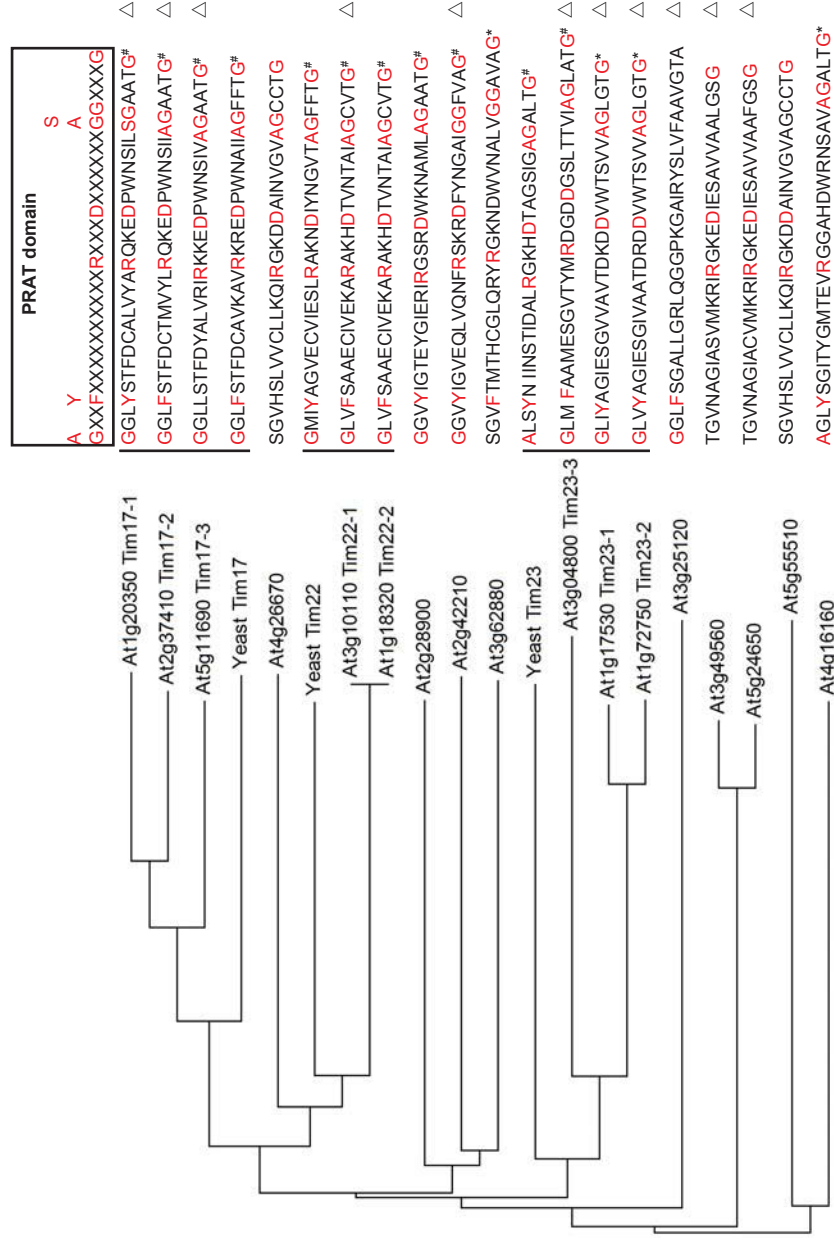 PRAT domain
S
A Y A
GXXFXXXXXXXXXXRXXXDXXXXXXGGXXXG
At1g20350 Tim17-1 GGLYSTFDCALVYARQKEDPWNSILSGAATG# △
At2g37410 Tim17-2 GGLFSTFDCTMVYLRQKEDPWNSIIAGAATG# △
At5g11690 Tim17-3 GGLLSTFDYALVRIRKKEDPWNSIVAGAATG# △
Yeast Tim17 GGLFSTFDCAVKAVRKREDPWNAIIAGFFTG#
At4g26670 SGVHSLVVCLLKQIRGKDDAINVGVAGCCTG
Yeast Tim22 GMIYAGVECVIESLRAKNDIYNGVTAGFFTG#
At3g10110 Tim22-1 GLVFSAAECIVEKARAKHDTVNTAIAGCVTG# △
At1g18320 Tim22-2 GLVFSAAECIVEKARAKHDTVNTAIAGCVTG#
At2g28900 GGVYIGTEYGIERIRGSRDWKNAMLAGAATG#
At2g42210 GGVYIGVEQLVQNFRSKRDFYNGAIGGFVAG# △
At3g62880 SGVFTMTHCGLQRYRGKNDWVNALVGGAVAG*
Yeast Tim23 ALSYNIINSTIDALRGKHDTAGSIGAGALTG#
At3g04800 Tim23-3 GLM FAAMESGVTYMRDGDDGSLTTVIAGLATG# △
At1g17530 Tim23-1 GLIYAGIESGVVAVTDKDDVWTSVVAGLGTG* △
At1g72750 Tim23-2 GLVYAGIESGIVAATDRDDVWTSVVAGLGTG* △
At3g25120 GGLFSGALLGRLQGGPKGAIRYSLVFAAVGTA △
At3g49560 TGVNAGIASVMKRIRGKEDIESAVVAALGSG △
At5g24650 TGVNAGIACVMKRIRGKEDIESAVVAAFGSG △
At5g55510 SGVHSLVVCLLKQIRGKDDAINVGVAGCCTG
At4g16160 AGLYSGITYGMTEVRGGAHDWRNSAVAGALTG*